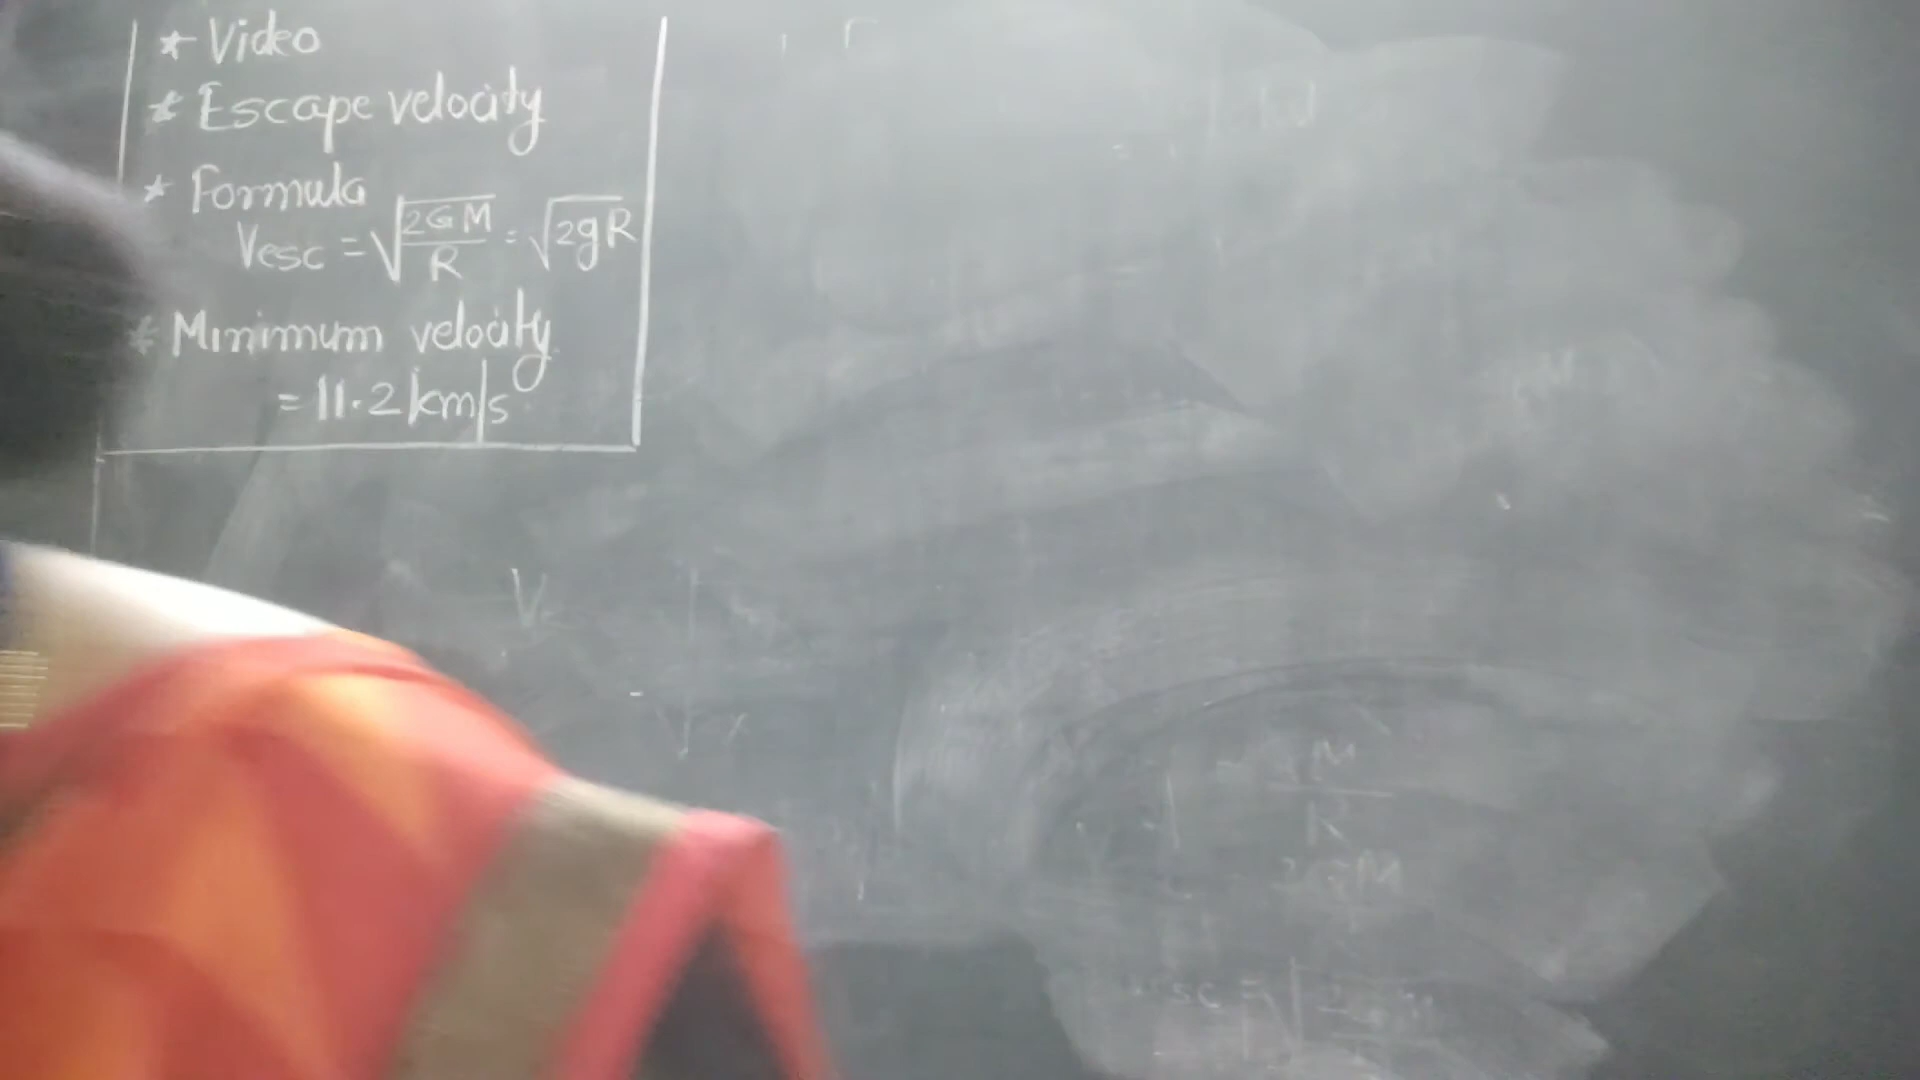 * Video
* Escape velocity
* Formula
Vesc = √(2GM/R) = √2gR
* Minimum velocity
= 11.2 km/s